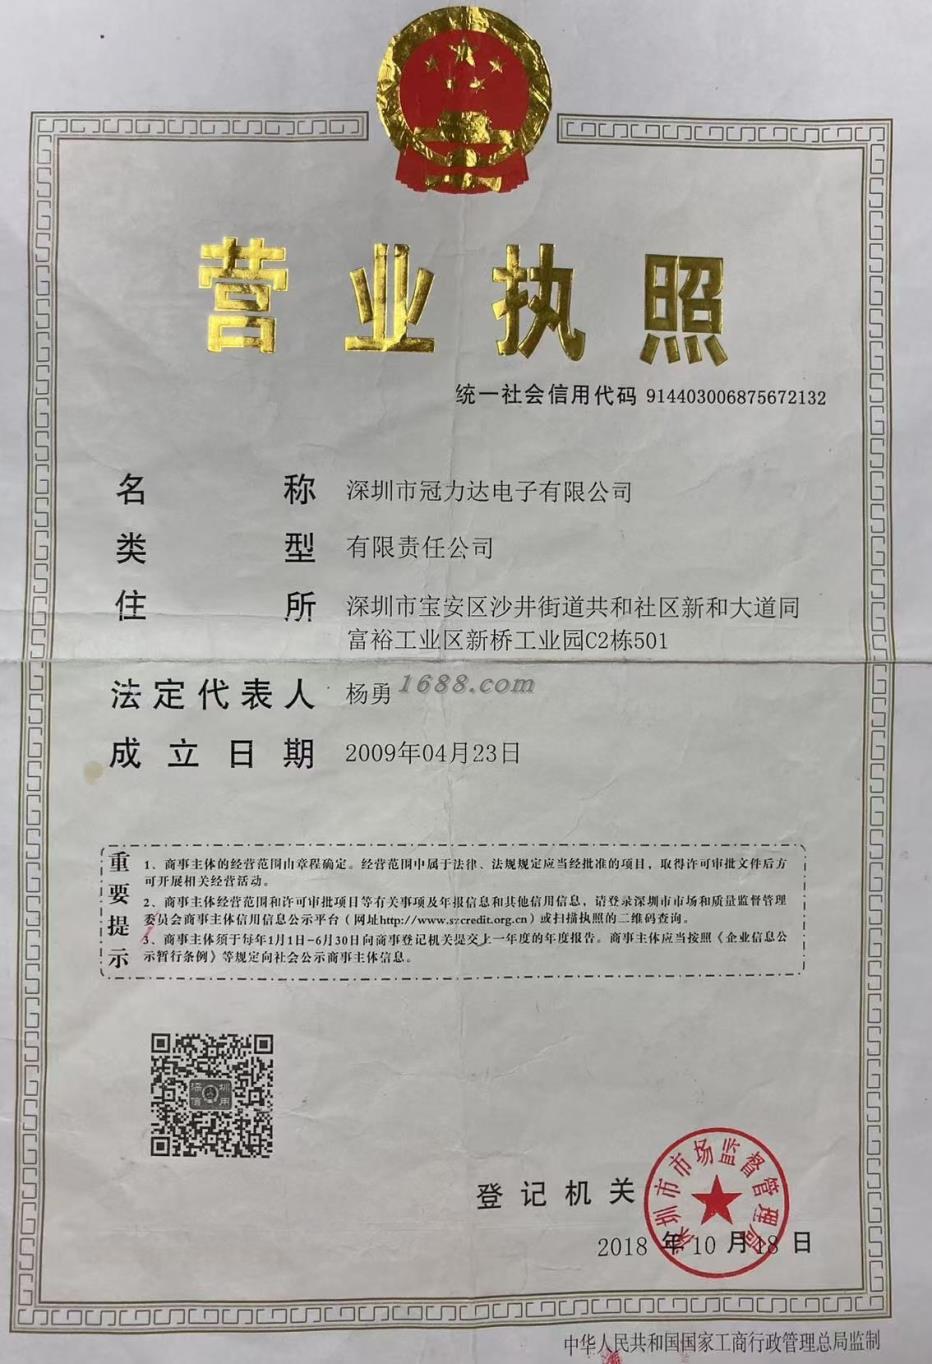 营业执照
统一社会信用代码 914403006875672132
名称 深圳市冠力达电子有限公司
类型 有限责任公司
住所 深圳市宝安区沙井街道共和社区新和大道同
富裕工业区新桥工业园C2栋501
法定代表人 杨勇
1688.com
成立日期 2009年04月23日
重要提示
1、商事主体的经营范围由章程确定。经营范围中属于法律、法规规定应当经批准的项目，取得许可审批文件后方
可开展相关经营活动。
2、商事主体经营范围和许可审批项目等有关事项及年报信息和其他信用信息，请登录深圳市市场和质量监督管理
委员会商事主体信用信息公示平台（网址http://www.szcredit.org.cn）或扫描执照的二维码查询。
3、商事主体须于每年1月1日-6月30日向商事登记机关提交上一年度的年度报告。商事主体应当按照《企业信息公
示暂行条例》等规定向社会公示商事主体信息。
深圳
信用
登记机关
深圳市市场监督管理局
2018年10月18日
中华人民共和国国家工商行政管理总局监制